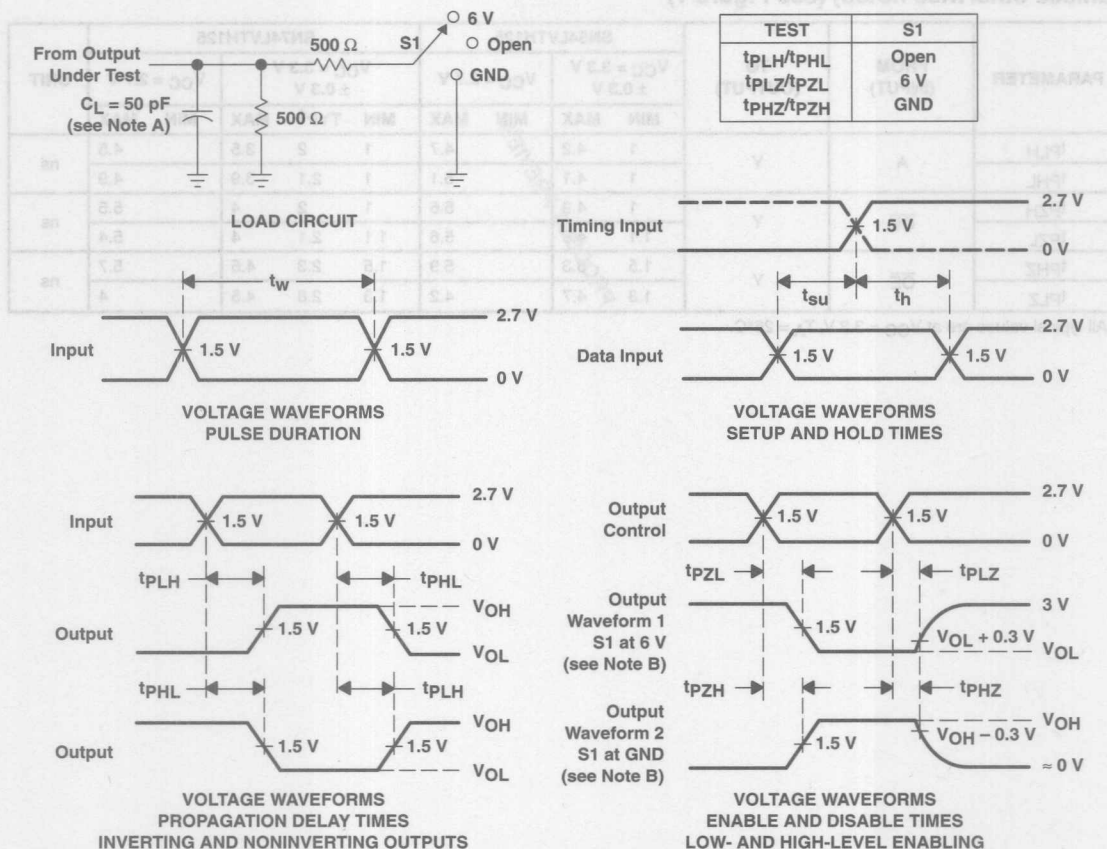 6 V
Open
GND
S1
500 Ω
From Output
Under Test
CL = 50 pF
(see Note A)
500 Ω
LOAD CIRCUIT
TEST S1
tPLH/tPHL Open
tPLZ/tPZL 6 V
tPHZ/tPZH GND
tw
Input
2.7 V
1.5 V 1.5 V
0 V
VOLTAGE WAVEFORMS
PULSE DURATION
Timing Input
2.7 V
1.5 V
0 V
tsu th
Data Input
2.7 V
1.5 V 1.5 V
0 V
VOLTAGE WAVEFORMS
SETUP AND HOLD TIMES
Input
2.7 V
1.5 V 1.5 V
0 V
tPLH tPHL
Output
VOH
1.5 V 1.5 V
VOL
tPHL tPLH
Output
VOH
1.5 V 1.5 V
VOL
VOLTAGE WAVEFORMS
PROPAGATION DELAY TIMES
INVERTING AND NONINVERTING OUTPUTS
Output
Control
2.7 V
1.5 V 1.5 V
0 V
tPZL tPLZ
Output
Waveform 1
S1 at 6 V
(see Note B)
3 V
1.5 V
VOL + 0.3 V
VOL
tPZH tPHZ
Output
Waveform 2
S1 at GND
(see Note B)
VOH
1.5 V
VOH − 0.3 V
≈ 0 V
VOLTAGE WAVEFORMS
ENABLE AND DISABLE TIMES
LOW- AND HIGH-LEVEL ENABLING